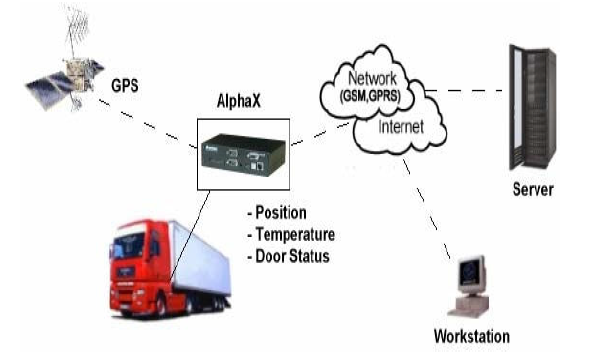 GPS
AlphaX
Network
(GSM,GPRS)
Internet
Server
- Position
- Temperature
- Door Status
Workstation